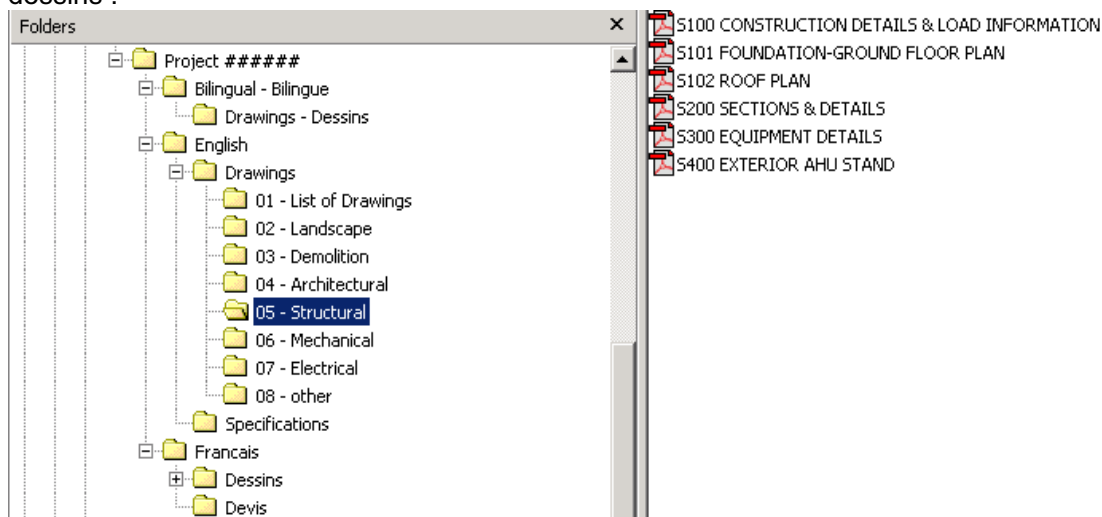 Folders
Project ######
Bilingual - Bilingue
Drawings - Dessins
English
Drawings
01 - List of Drawings
02 - Landscape
03 - Demolition
04 - Architectural
05 - Structural
06 - Mechanical
07 - Electrical
08 - other
Specifications
Francais
Dessins
Devis
S100 CONSTRUCTION DETAILS & LOAD INFORMATION
S101 FOUNDATION-GROUND FLOOR PLAN
S102 ROOF PLAN
S200 SECTIONS & DETAILS
S300 EQUIPMENT DETAILS
S400 EXTERIOR AHU STAND